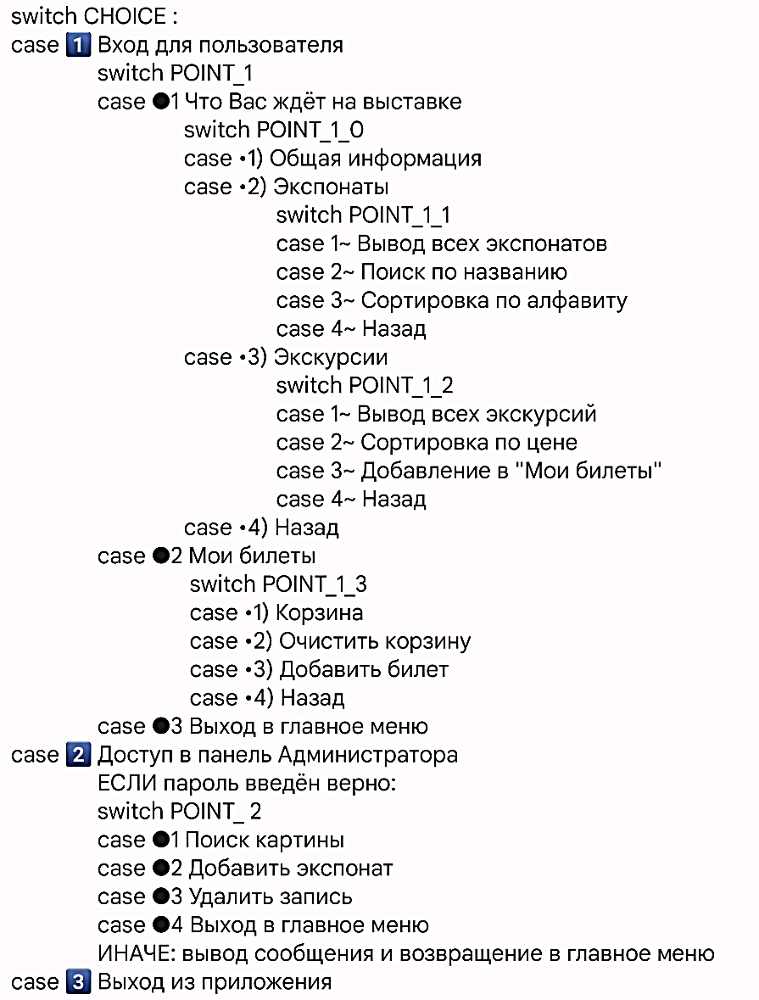 switch CHOICE :
case 1️⃣ Вход для пользователя
switch POINT_1
case ●1 Что Вас ждёт на выставке
switch POINT_1_0
case •1) Общая информация
case •2) Экспонаты
switch POINT_1_1
case 1~ Вывод всех экспонатов
case 2~ Поиск по названию
case 3~ Сортировка по алфавиту
case 4~ Назад
case •3) Экскурсии
switch POINT_1_2
case 1~ Вывод всех экскурсий
case 2~ Сортировка по цене
case 3~ Добавление в "Мои билеты"
case 4~ Назад
case •4) Назад
case ●2 Мои билеты
switch POINT_1_3
case •1) Корзина
case •2) Очистить корзину
case •3) Добавить билет
case •4) Назад
case ●3 Выход в главное меню
case 2️⃣ Доступ в панель Администратора
ЕСЛИ пароль введён верно:
switch POINT_ 2
case ●1 Поиск картины
case ●2 Добавить экспонат
case ●3 Удалить запись
case ●4 Выход в главное меню
ИНАЧЕ: вывод сообщения и возвращение в главное меню
case 3️⃣ Выход из приложения